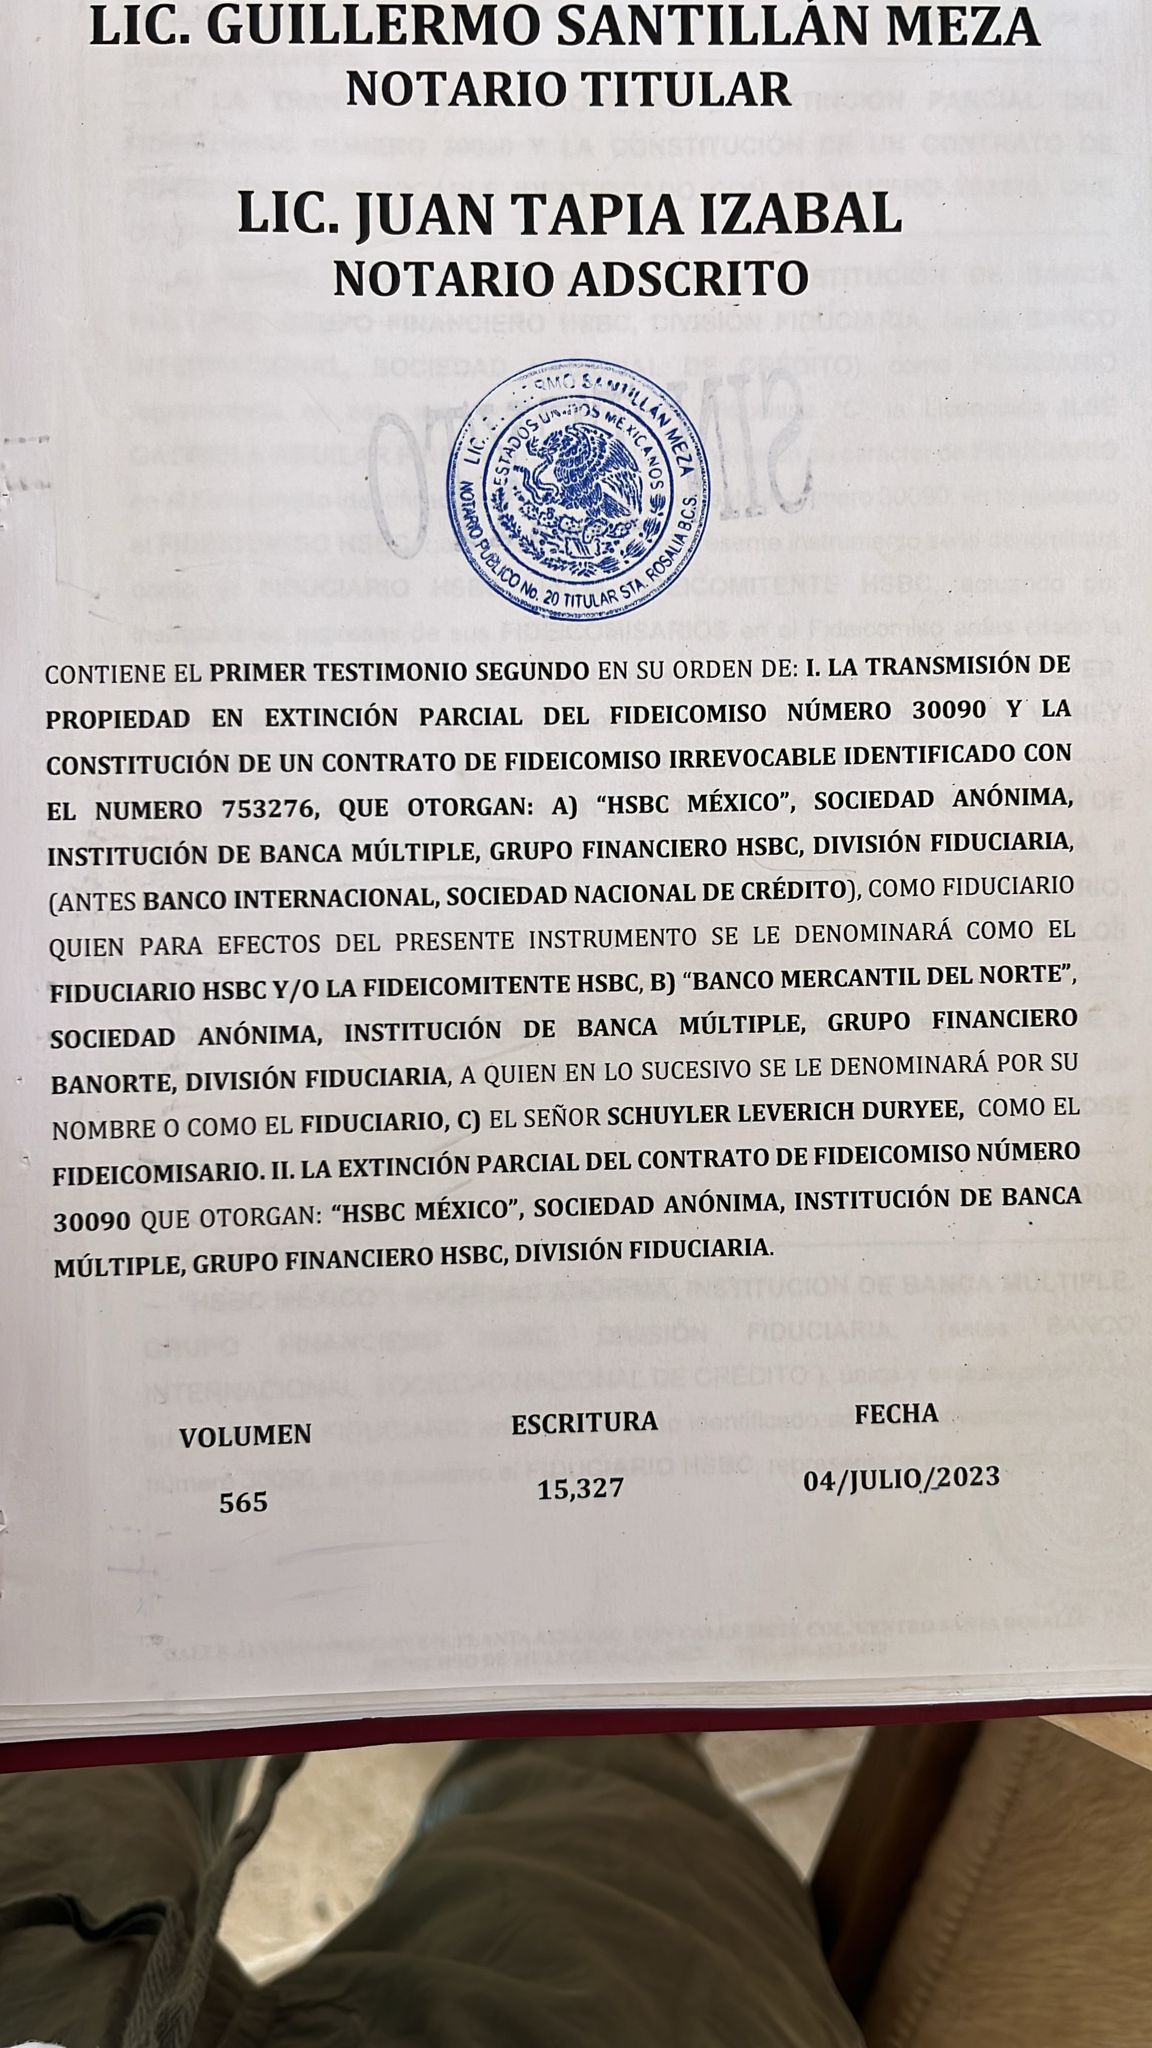 LIC. GUILLERMO SANTILLÁN MEZA
NOTARIO TITULAR
LIC. JUAN TAPIA IZABAL
NOTARIO ADSCRITO
LIC. RMO SANTILLÁN MEZA
ESTADOS UNIDOS MEXICANOS
NOTARIO PUBLICO No. 20 TITULAR STA. ROSALIA B.C.S.
CONTIENE EL PRIMER TESTIMONIO SEGUNDO EN SU ORDEN DE: I. LA TRANSMISIÓN DE
PROPIEDAD EN EXTINCIÓN PARCIAL DEL FIDEICOMISO NÚMERO 30090 Y LA
CONSTITUCIÓN DE UN CONTRATO DE FIDEICOMISO IRREVOCABLE IDENTIFICADO CON
EL NUMERO 753276, QUE OTORGAN: A) “HSBC MÉXICO”, SOCIEDAD ANÓNIMA,
INSTITUCIÓN DE BANCA MÚLTIPLE, GRUPO FINANCIERO HSBC, DIVISIÓN FIDUCIARIA,
(ANTES BANCO INTERNACIONAL, SOCIEDAD NACIONAL DE CRÉDITO), COMO FIDUCIARIO
QUIEN PARA EFECTOS DEL PRESENTE INSTRUMENTO SE LE DENOMINARÁ COMO EL
FIDUCIARIO HSBC Y/O LA FIDEICOMITENTE HSBC, B) “BANCO MERCANTIL DEL NORTE”,
SOCIEDAD ANÓNIMA, INSTITUCIÓN DE BANCA MÚLTIPLE, GRUPO FINANCIERO
BANORTE, DIVISIÓN FIDUCIARIA, A QUIEN EN LO SUCESIVO SE LE DENOMINARÁ POR SU
NOMBRE O COMO EL FIDUCIARIO, C) EL SEÑOR SCHUYLER LEVERICH DURYEE, COMO EL
FIDEICOMISARIO. II. LA EXTINCIÓN PARCIAL DEL CONTRATO DE FIDEICOMISO NÚMERO
30090 QUE OTORGAN: “HSBC MÉXICO”, SOCIEDAD ANÓNIMA, INSTITUCIÓN DE BANCA
MÚLTIPLE, GRUPO FINANCIERO HSBC, DIVISIÓN FIDUCIARIA.
VOLUMEN ESCRITURA FECHA
565 15,327 04/JULIO/2023